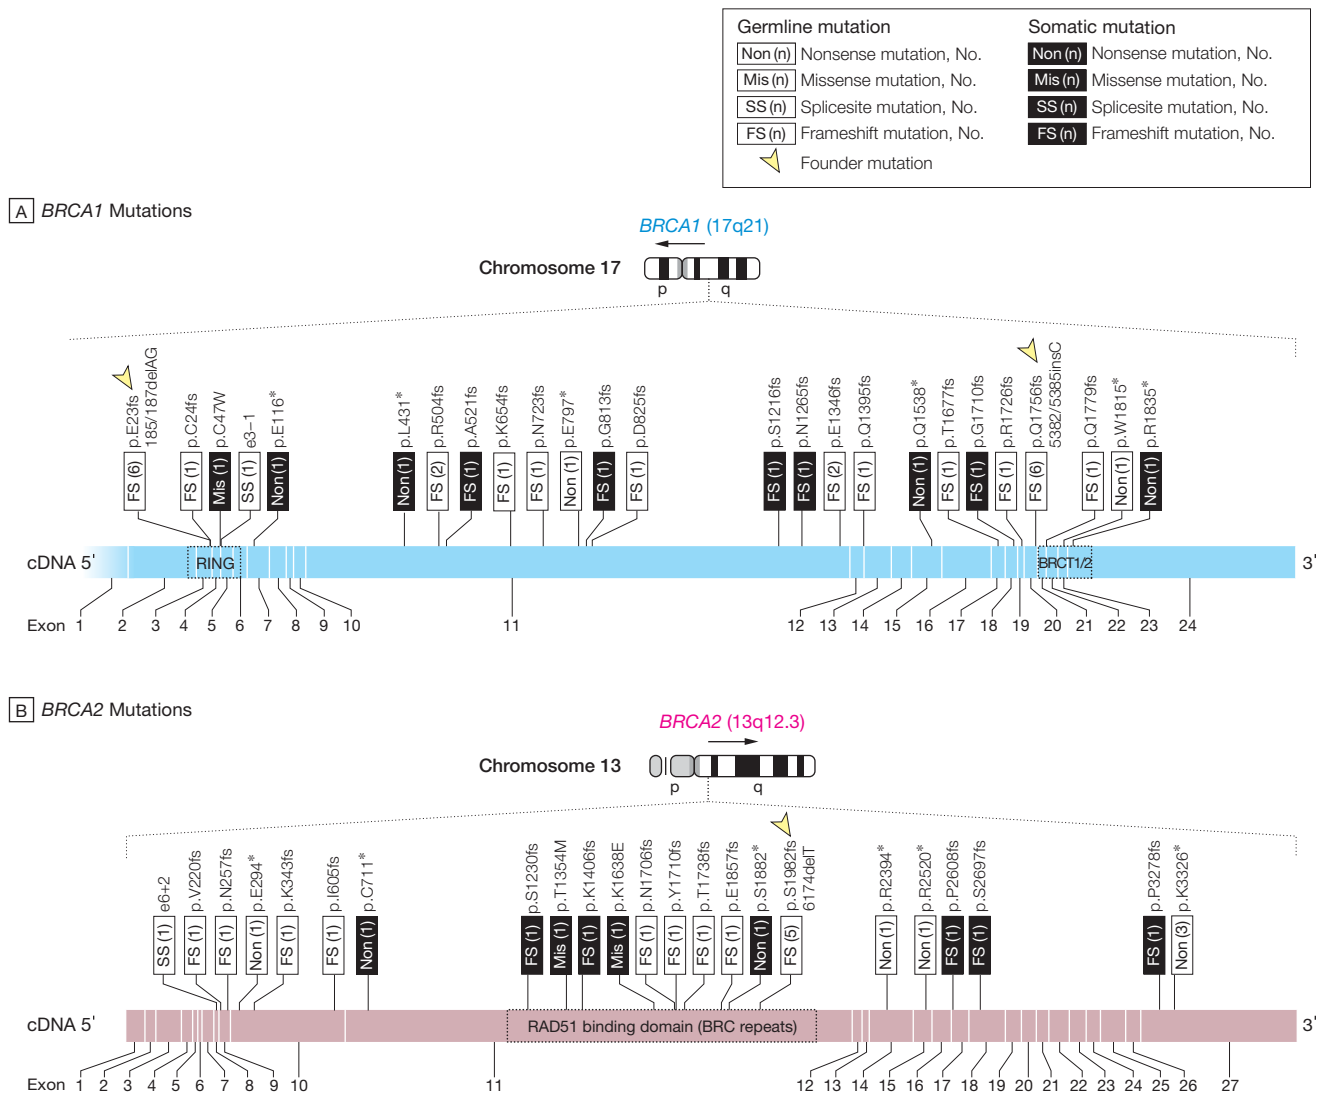 Germline mutation
Non (n) Nonsense mutation, No.
Mis (n) Missense mutation, No.
SS (n) Splicesite mutation, No.
FS (n) Frameshift mutation, No.
Founder mutation
Somatic mutation
Non (n) Nonsense mutation, No.
Mis (n) Missense mutation, No.
SS (n) Splicesite mutation, No.
FS (n) Frameshift mutation, No.
A BRCA1 Mutations
BRCA1 (17q21)
Chromosome 17
p q
p.E23fs
185/187delAG
FS (6)
p.C24fs
FS (1)
p.C47W
Mis (1)
e3–1
SS (1)
p.E116*
Non (1)
p.L431*
Non (1)
p.R504fs
FS (2)
p.A521fs
FS (1)
p.K654fs
FS (1)
p.N723fs
FS (1)
p.E797*
Non (1)
p.G813fs
FS (1)
p.D825fs
FS (1)
p.S1216fs
FS (1)
p.N1265fs
FS (1)
p.E1346fs
FS (2)
p.Q1395fs
FS (1)
p.Q1538*
Non (1)
p.T1677fs
FS (1)
p.G1710fs
FS (1)
p.R1726fs
FS (1)
p.Q1756fs
5382/5385insC
FS (6)
p.Q1779fs
FS (1)
p.W1815*
Non (1)
p.R1835*
Non (1)
cDNA 5' RING BRCT1/2 3'
Exon 1 2 3 4 5 6 7 8 9 10 11 12 13 14 15 16 17 18 19 20 21 22 23 24
B BRCA2 Mutations
BRCA2 (13q12.3)
Chromosome 13
p q
e6+2
SS (1)
p.V220fs
FS (1)
p.N257fs
FS (1)
p.E294*
Non (1)
p.K343fs
FS (1)
p.I605fs
FS (1)
p.C711*
Non (1)
p.S1230fs
FS (1)
p.T1354M
Mis (1)
p.K1406fs
FS (1)
p.K1638E
Mis (1)
p.N1706fs
FS (1)
p.Y1710fs
FS (1)
p.T1738fs
FS (1)
p.E1857fs
FS (1)
p.S1882*
Non (1)
p.S1982fs
6174delT
FS (5)
p.R2394*
Non (1)
p.R2520*
Non (1)
p.P2608fs
FS (1)
p.S2697fs
FS (1)
p.P3278fs
FS (1)
p.K3326*
Non (3)
cDNA 5' RAD51 binding domain (BRC repeats) 3'
Exon 1 2 3 4 5 6 7 8 9 10 11 12 13 14 15 16 17 18 19 20 21 22 23 24 25 26 27